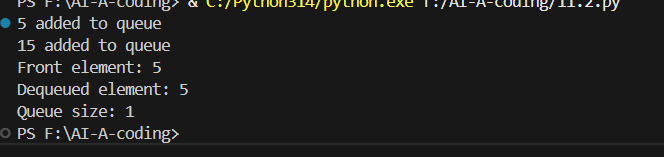 PS F:\AI-A-coding> & C:/Python314/python.exe f:/AI-A-coding/11.2.py
5 added to queue
15 added to queue
Front element: 5
Dequeued element: 5
Queue size: 1
PS F:\AI-A-coding>